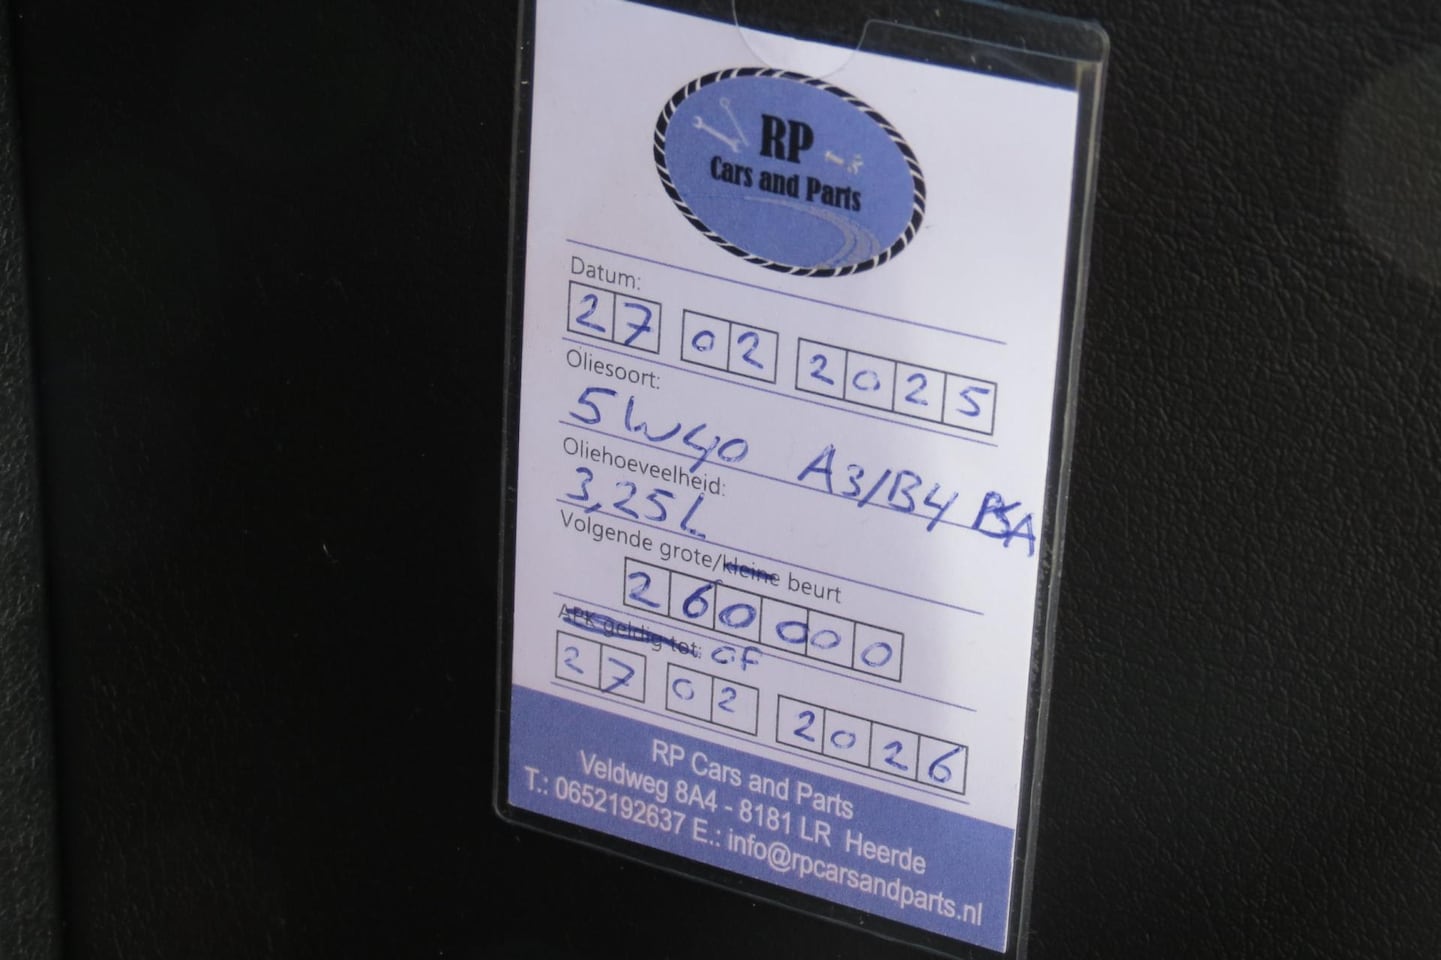 RP
Cars and Parts
Datum:
27 02 2025
Oliesoort:
5W40 A3/B4 PSA
Oliehoeveelheid:
3,25L
Volgende grote/kleine beurt
260000
APK geldig tot: OF
27 02 2026
RP Cars and Parts
Veldweg 8A4 - 8181 LR Heerde
T.: 0652192637 E.: info@rpcarsandparts.nl